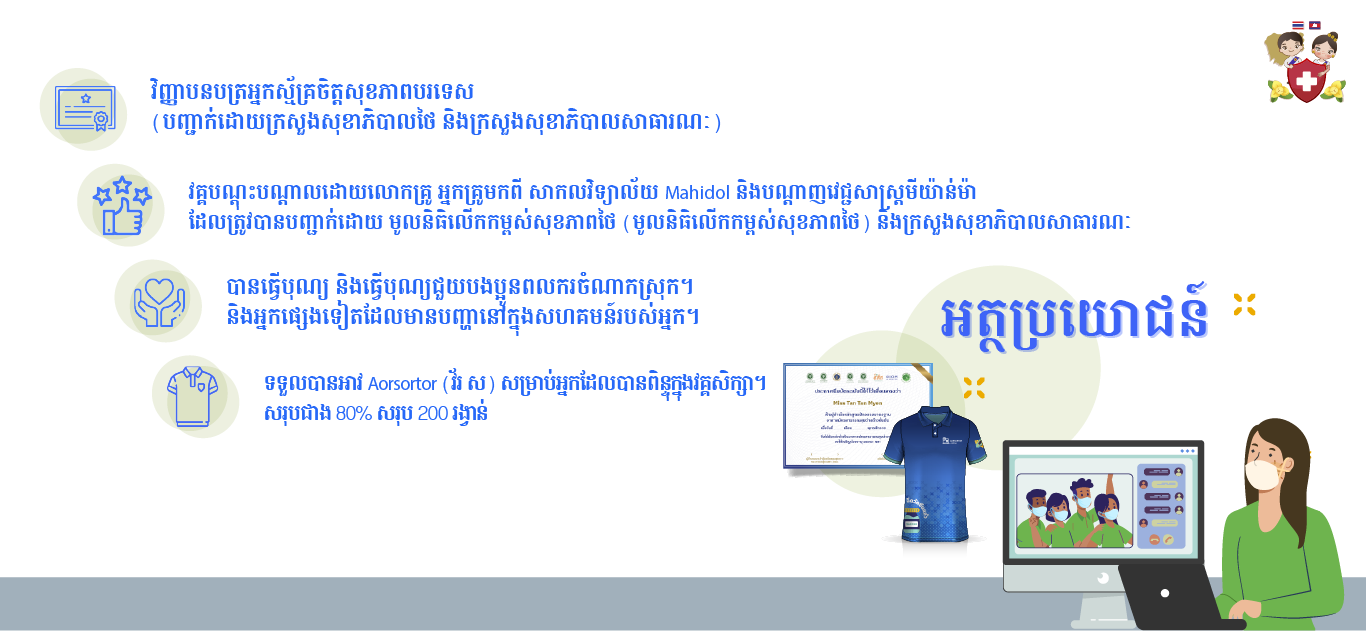 វិញ្ញាបនបត្រអ្នកស្ម័គ្រចិត្តសុខភាពបរទេស
(បញ្ជាក់ដោយក្រសួងសុខាភិបាលថៃ និងក្រសួងសុខាភិបាលសាធារណៈ)
វគ្គបណ្តុះបណ្តាលដោយលោកគ្រូ អ្នកគ្រូមកពី សាកលវិទ្យាល័យ Mahidol និងបណ្តាញវេជ្ជសាស្ត្រមីយ៉ាន់ម៉ា
ដែលត្រូវបានបញ្ជាក់ដោយ មូលនិធិលើកកម្ពស់សុខភាពថៃ (មូលនិធិលើកកម្ពស់សុខភាពថៃ) និងក្រសួងសុខាភិបាលសាធារណៈ
បានធ្វើបុណ្យ និងធ្វើបុណ្យជួយបងប្អូនពលករចំណាកស្រុក។
និងអ្នកផ្សេងទៀតដែលមានបញ្ហានៅក្នុងសហគមន៍របស់អ្នក។
អត្ថប្រយោជន៍
ទទួលបានអាវ Aorsortor (វ័រ ស) សម្រាប់អ្នកដែលបានពិន្ទុក្នុងវគ្គសិក្សា។
សរុបជាង 80% សរុប 200 រង្វាន់
Miss Tan Tan Myen